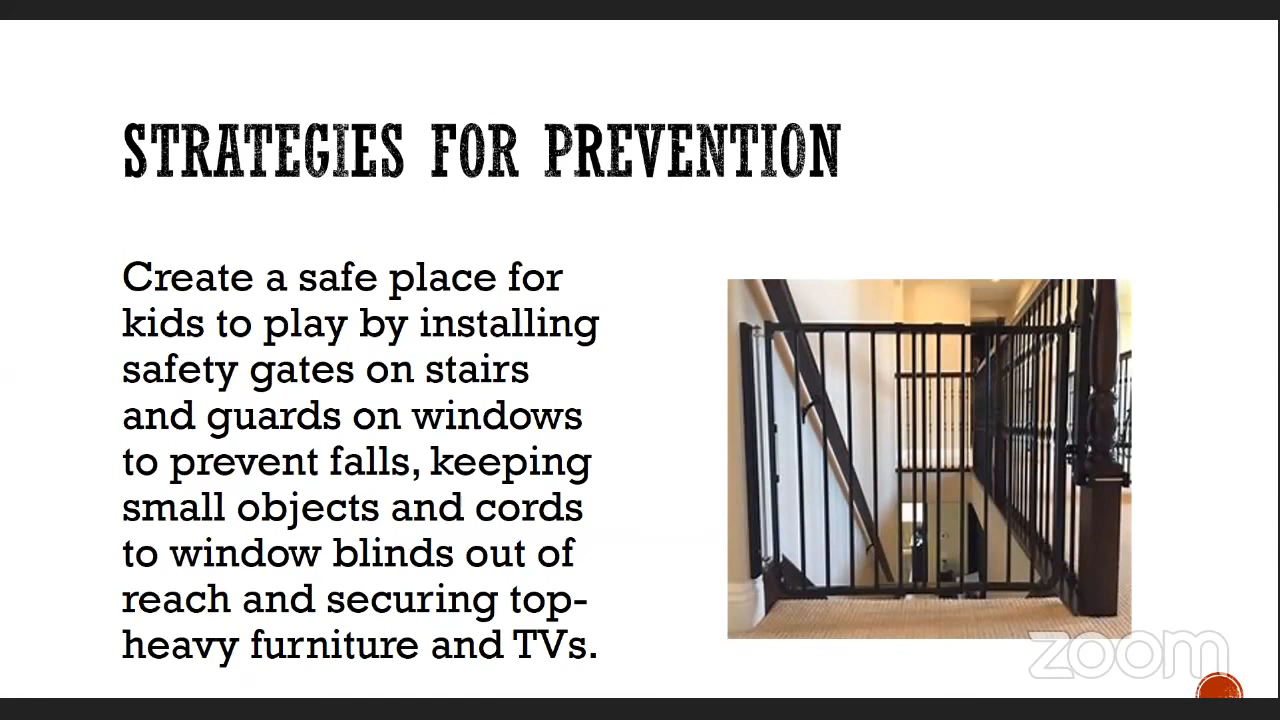 STRATEGIES FOR PREVENTION
Create a safe place for
kids to play by installing
safety gates on stairs
and guards on windows
to prevent falls, keeping
small objects and cords
to window blinds out of
reach and securing top-
heavy furniture and TVs.
zoom